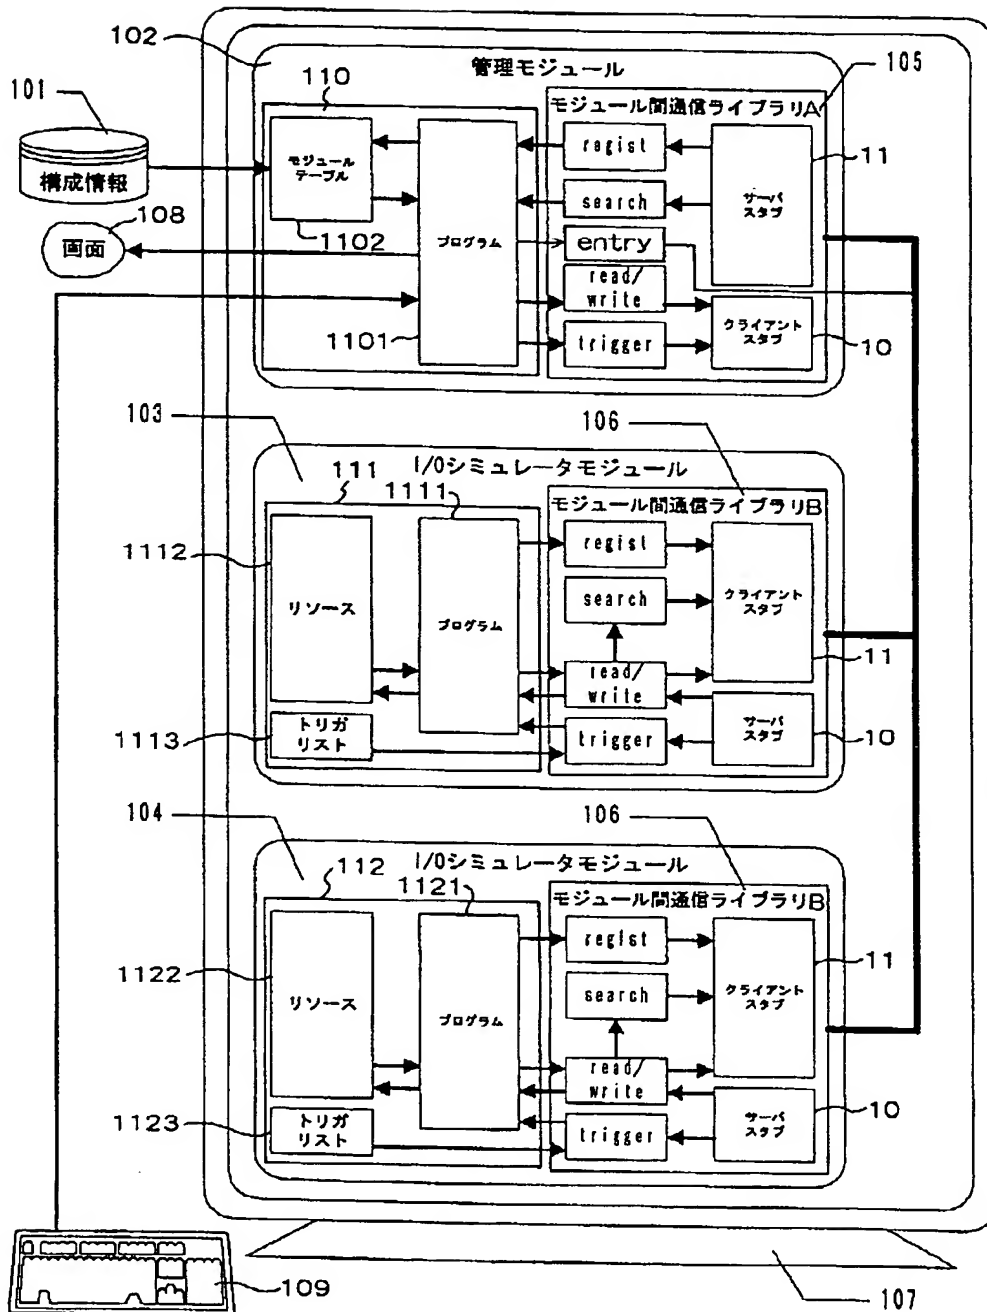 102
管理モジュール
105
101
110
モジュール間通信ライブラリA
構成情報
モジュール
テーブル
1102
プログラム
1101
regist
search
entry
read/
write
trigger
サーバ
スタブ
11
クライアント
スタブ
10
108
画面
103
106
I/Oシミュレータモジュール
111
1111
モジュール間通信ライブラリB
1112
リソース
プログラム
regist
search
read/
write
trigger
クライアント
スタブ
11
1113
トリガ
リスト
サーバ
スタブ
10
104
106
I/Oシミュレータモジュール
112
1121
モジュール間通信ライブラリB
1122
リソース
プログラム
regist
search
read/
write
trigger
クライアント
スタブ
11
1123
トリガ
リスト
サーバ
スタブ
10
109
107